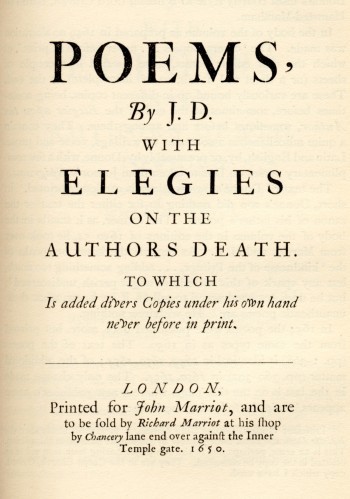 POEMS,
By J. D.
WITH
ELEGIES
ON THE
AUTHORS DEATH.
TO WHICH
Is added divers Copies under his own hand
never before in print.
LONDON,
Printed for John Marriot, and are
to be ſold by Richard Marriot at his ſhop
by Chancery lane end over againſt the Inner
Temple gate. 1650.